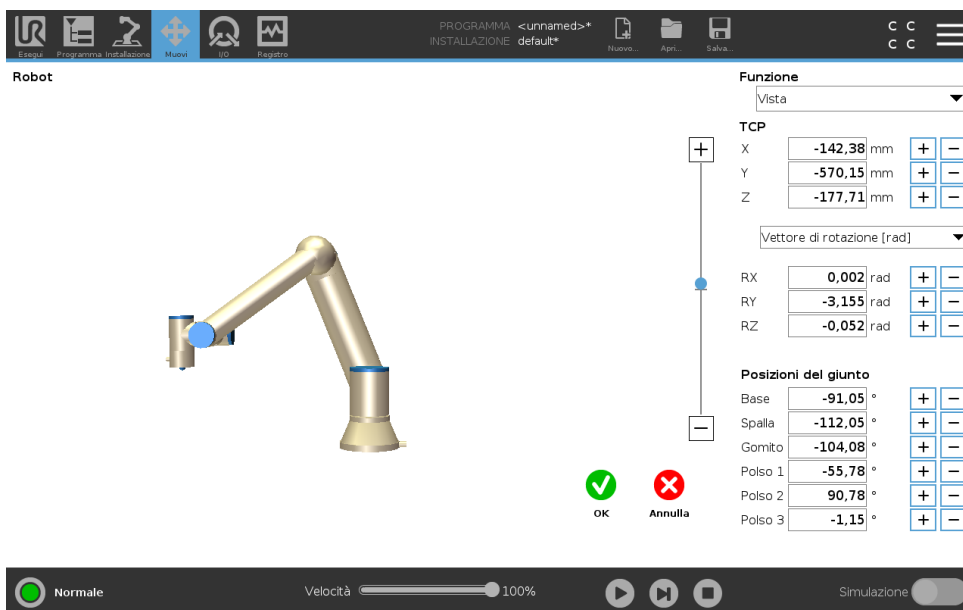 PROGRAMMA <unnamed>*
INSTALLAZIONE default*
Esegui Programma Installazione Muovi I/O Registro Nuovo... Apri... Salva...
C C
C C
Robot
Funzione
Vista
TCP
X -142,38 mm + −
Y -570,15 mm + −
Z -177,71 mm + −
Vettore di rotazione [rad]
RX 0,002 rad + −
RY -3,155 rad + −
RZ -0,052 rad + −
Posizioni del giunto
Base -91,05 ° + −
Spalla -112,05 ° + −
Gomito -104,08 ° + −
Polso 1 -55,78 ° + −
Polso 2 90,78 ° + −
Polso 3 -1,15 ° + −
OK Annulla
Normale Velocità 100% Simulazione